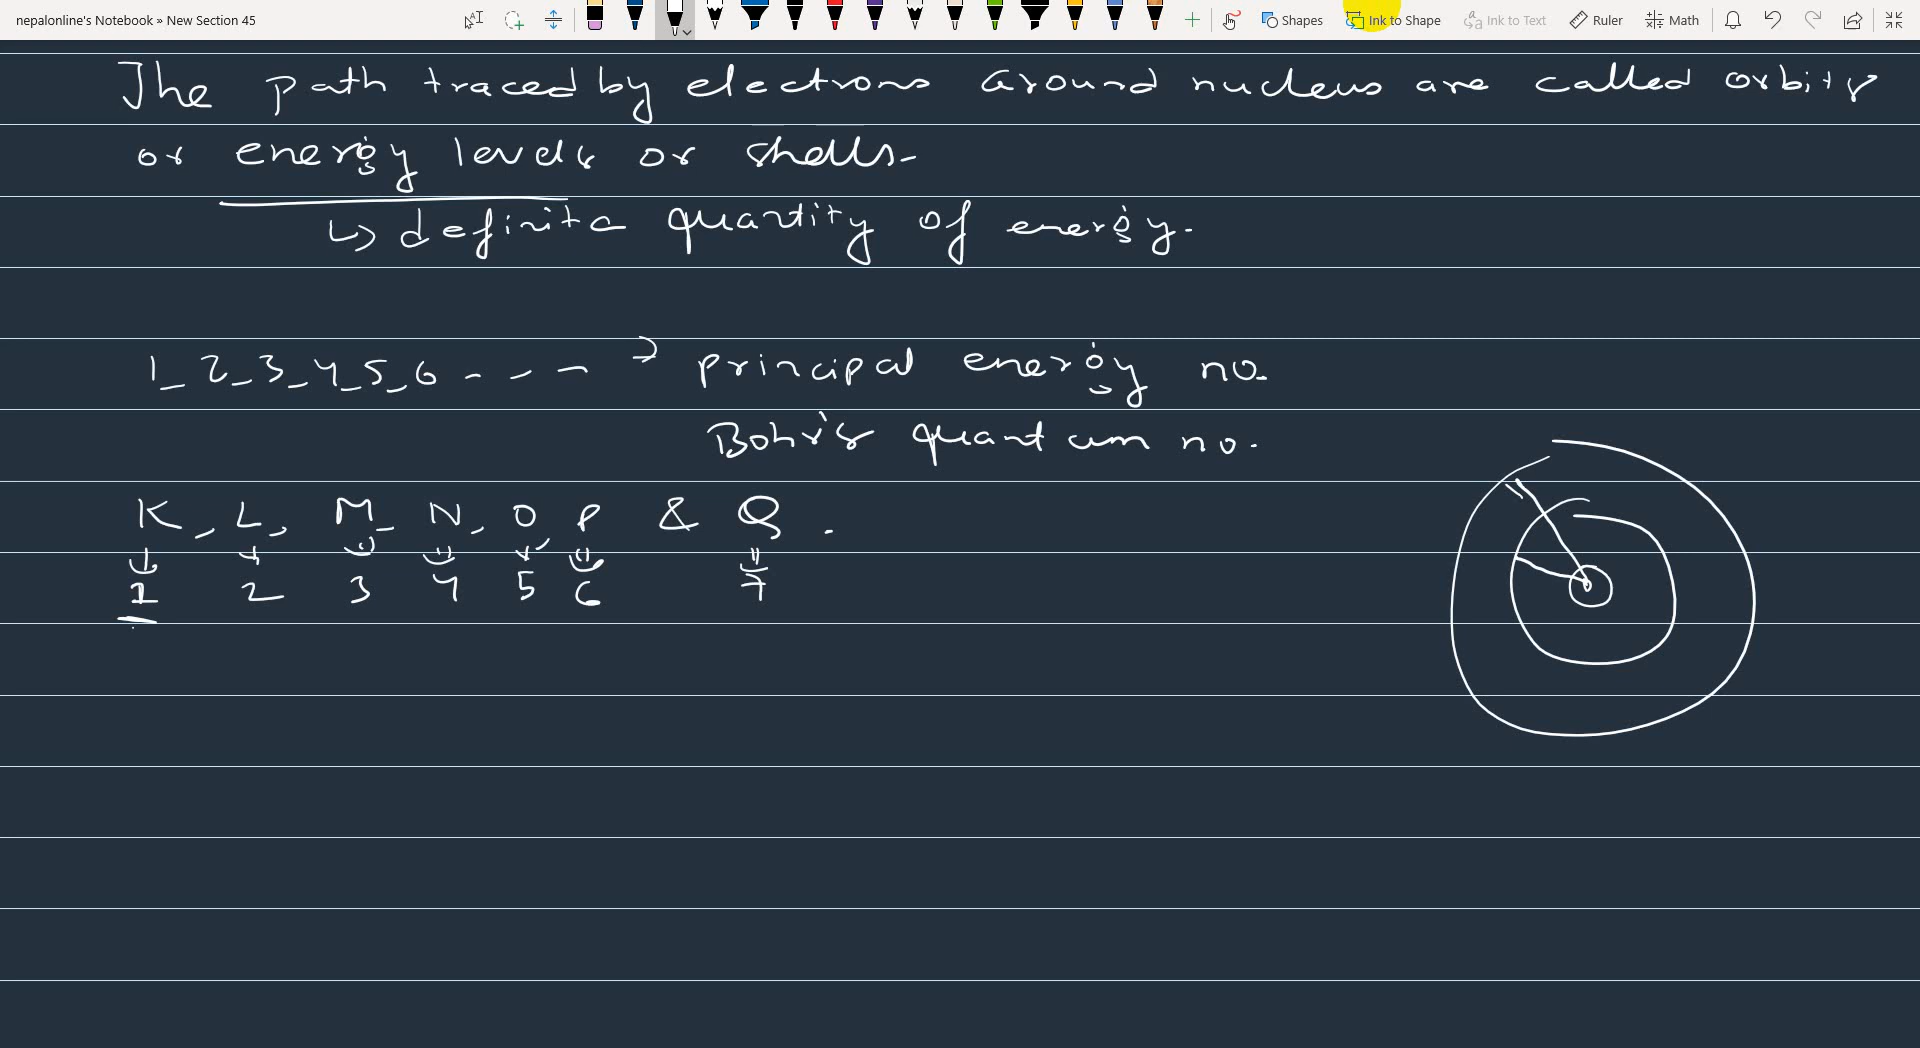 nepalonline's Notebook » New Section 45
Shapes Ink to Shape Ink to Text Ruler Math
The path traced by electrons around nucleus are called orbits
or energy levels or shells.
↳ definite quantity of energy.
1, 2, 3, 4, 5, 6 - - - → principal energy no.
Bohr's quantum no.
K, L, M, N, O, P & Q.
↓ ↓ ↓ ↓ ↓ ↓ ↓
1 2 3 4 5 6 7